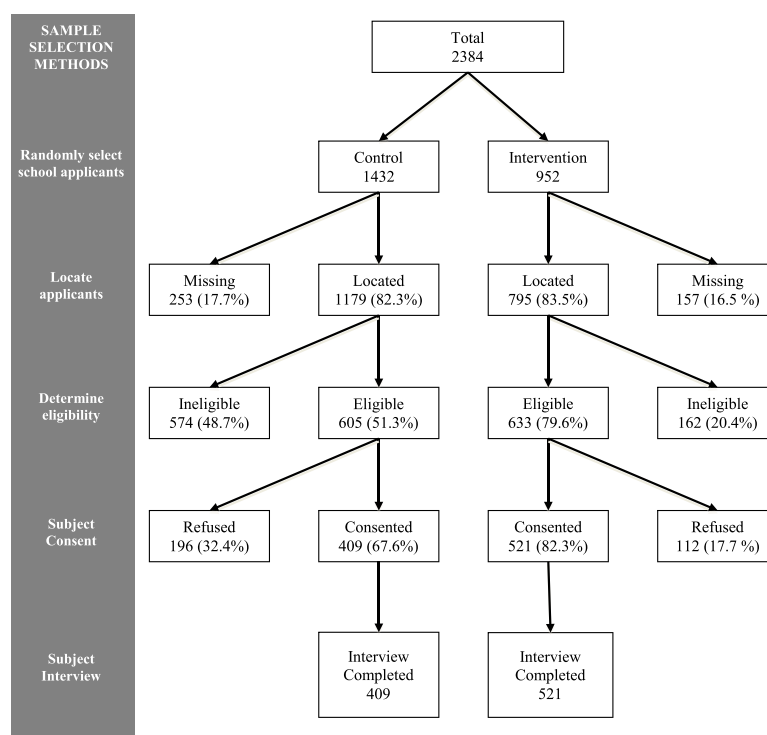 SAMPLE
SELECTION
METHODS
Total
2384
Randomly select
school applicants
Control
1432
Intervention
952
Locate
applicants
Missing
253 (17.7%)
Located
1179 (82.3%)
Located
795 (83.5%)
Missing
157 (16.5 %)
Determine
eligibility
Ineligible
574 (48.7%)
Eligible
605 (51.3%)
Eligible
633 (79.6%)
Ineligible
162 (20.4%)
Subject
Consent
Refused
196 (32.4%)
Consented
409 (67.6%)
Consented
521 (82.3%)
Refused
112 (17.7 %)
Subject
Interview
Interview
Completed
409
Interview
Completed
521